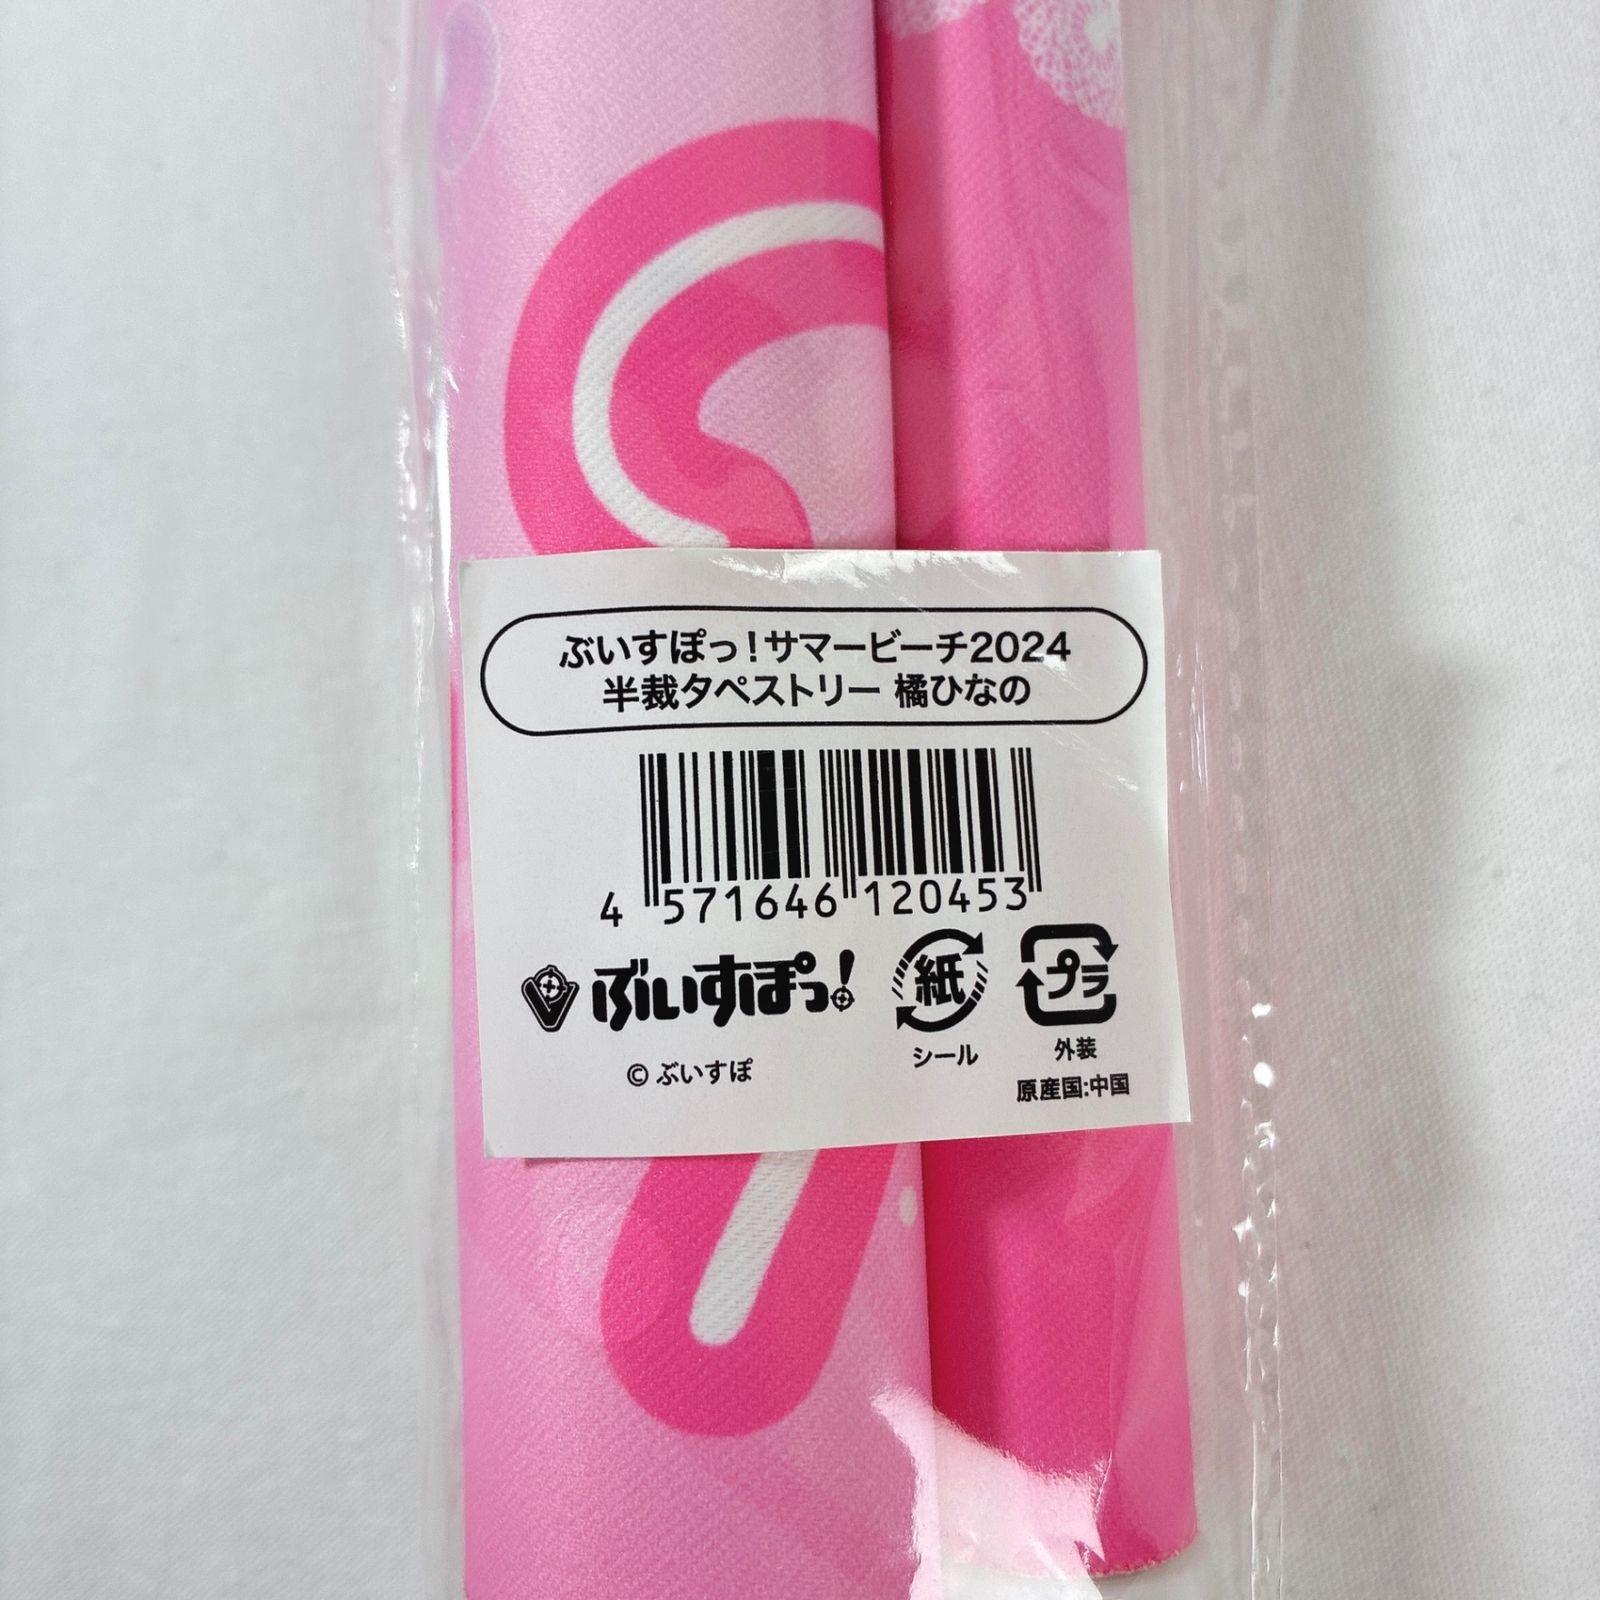 ぶいすぽっ!サマービーチ2024
半裁タペストリー 橘ひなの
4 571646 120453
ぶいすぽっ!
紙
プラ
シール
外装
© ぶいすぽ
原産国:中国